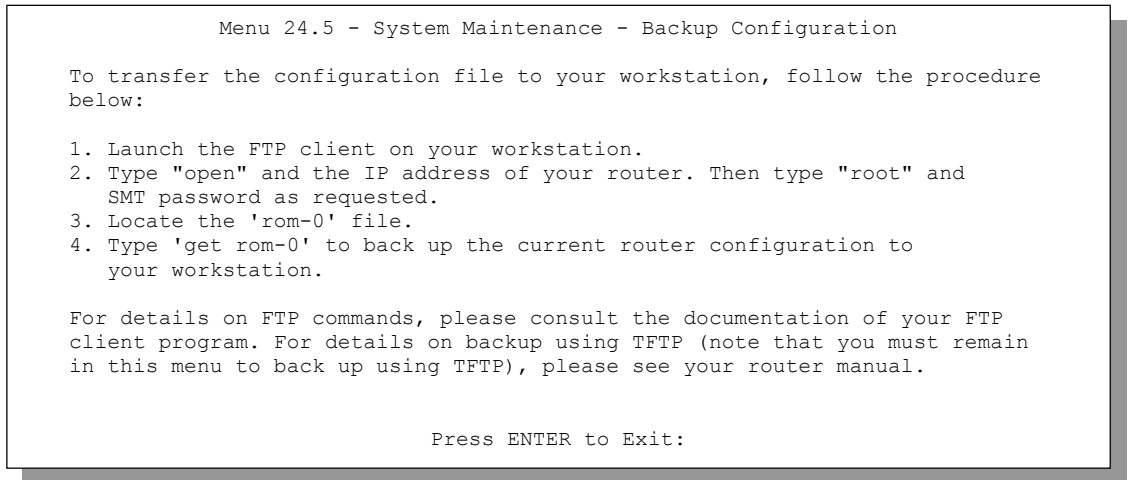 Menu 24.5 - System Maintenance - Backup Configuration
To transfer the configuration file to your workstation, follow the procedure
below:
1. Launch the FTP client on your workstation.
2. Type "open" and the IP address of your router. Then type "root" and
SMT password as requested.
3. Locate the 'rom-0' file.
4. Type 'get rom-0' to back up the current router configuration to
your workstation.
For details on FTP commands, please consult the documentation of your FTP
client program. For details on backup using TFTP (note that you must remain
in this menu to back up using TFTP), please see your router manual.
Press ENTER to Exit: